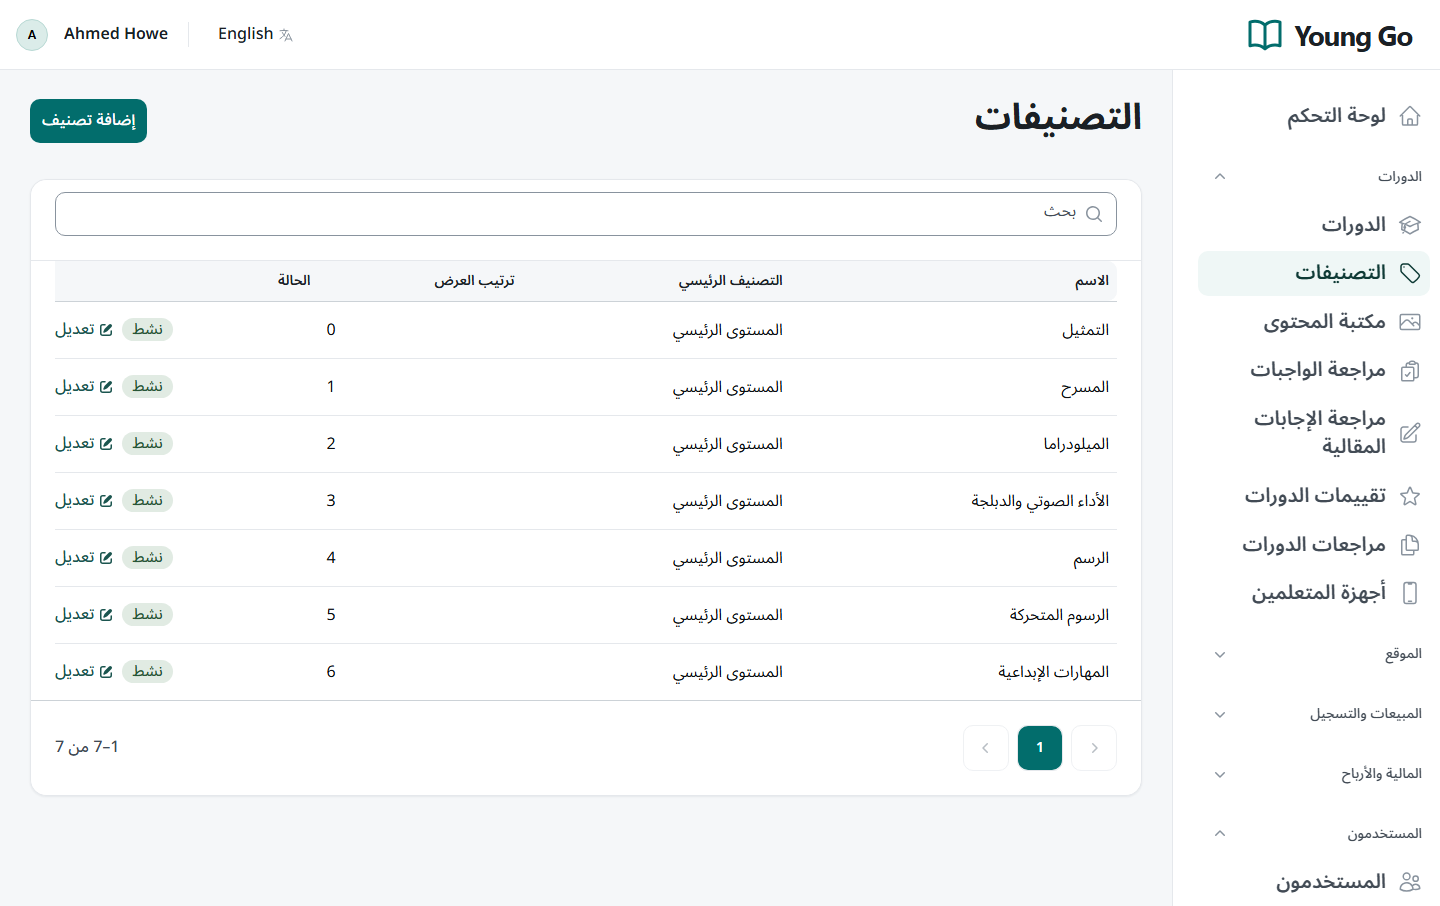 Young Go
English
Ahmed Howe
A
لوحة التحكم
الدورات
الدورات
التصنيفات
مكتبة المحتوى
مراجعة الواجبات
مراجعة الإجابات
المقالية
تقييمات الدورات
مراجعات الدورات
أجهزة المتعلمين
الموقع
المبيعات والتسجيل
المالية والأرباح
المستخدمون
المستخدمون
التصنيفات
إضافة تصنيف
بحث
الاسم التصنيف الرئيسي ترتيب العرض الحالة
التمثيل المستوى الرئيسي 0 نشط تعديل
المسرح المستوى الرئيسي 1 نشط تعديل
الميلودراما المستوى الرئيسي 2 نشط تعديل
الأداء الصوتي والدبلجة المستوى الرئيسي 3 نشط تعديل
الرسم المستوى الرئيسي 4 نشط تعديل
الرسوم المتحركة المستوى الرئيسي 5 نشط تعديل
المهارات الإبداعية المستوى الرئيسي 6 نشط تعديل
1
1–7 من 7